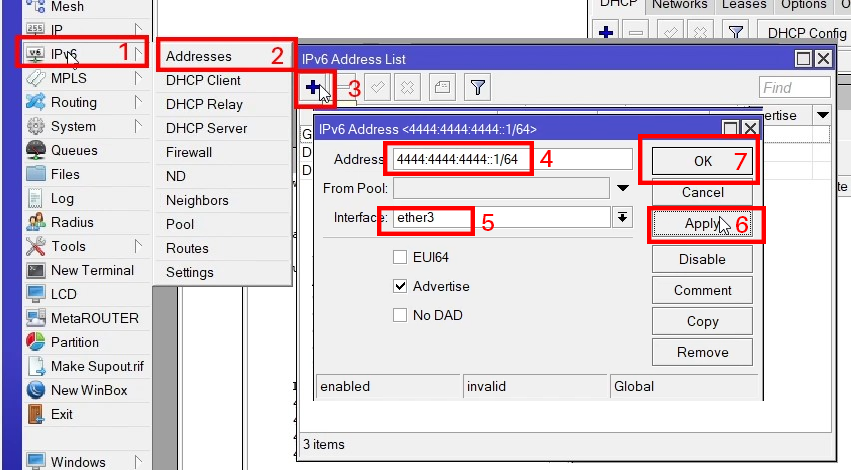 Mesh
IP
IPv6
MPLS
Routing
System
Queues
Files
Log
Radius
Tools
New Terminal
LCD
MetaROUTER
Partition
Make Supout.rif
New WinBox
Exit
Windows
1
Addresses
2
DHCP Client
DHCP Relay
DHCP Server
Firewall
ND
Neighbors
Pool
Routes
Settings
DHCP Networks Leases Options
DHCP Config
IPv6 Address List
3
Find
IPv6 Address <4444:4444:4444::1/64>
Address: 4444:4444:4444::1/64 4
From Pool:
Interface: ether3 5
EUI64
Advertise
No DAD
OK 7
Cancel
Apply 6
Disable
Comment
Copy
Remove
enabled invalid Global
3 items